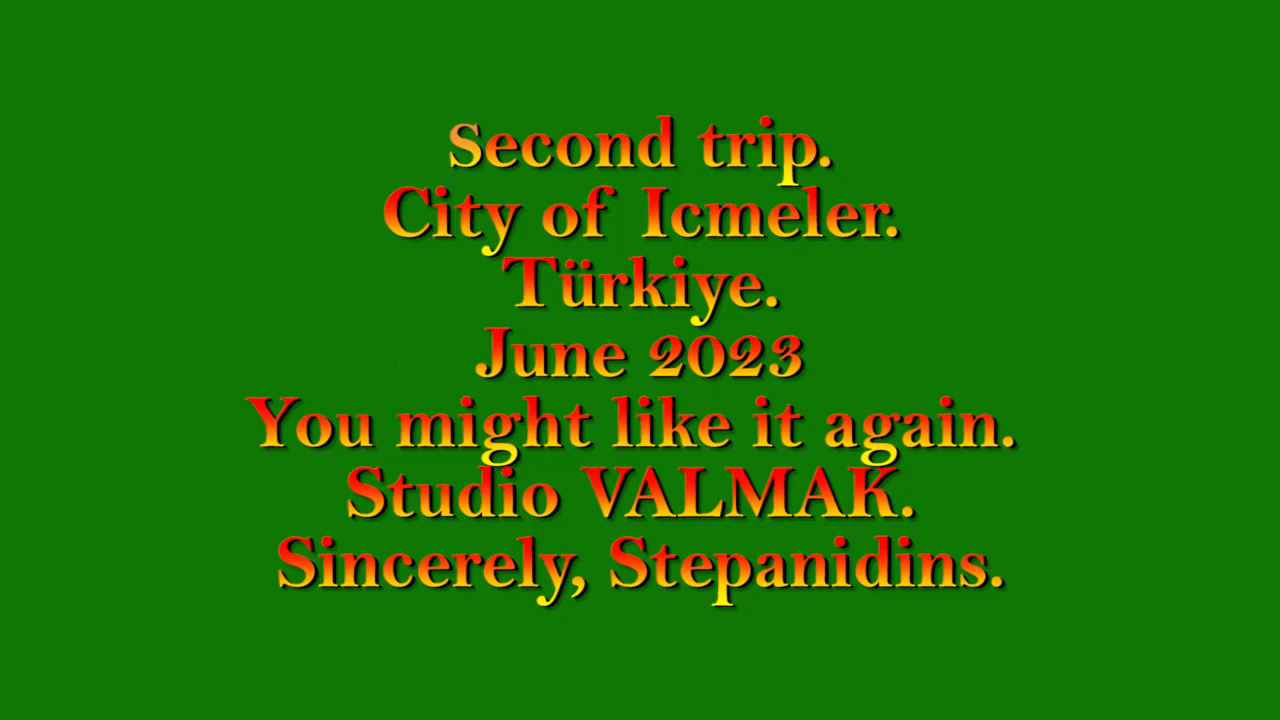 Second trip.
City of Icmeler.
Türkiye.
June 2023
You might like it again.
Studio VALMAK.
Sincerely, Stepanidins.